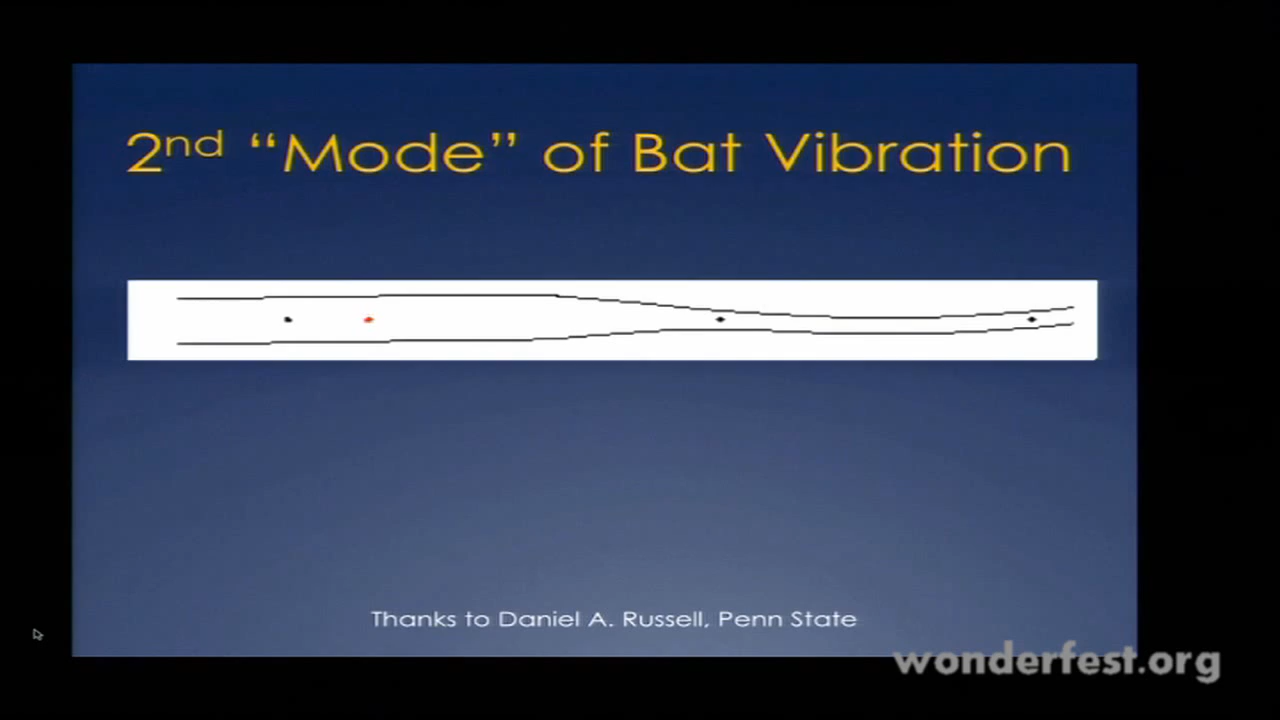 2nd “Mode” of Bat Vibration
Thanks to Daniel A. Russell, Penn State
wonderfest.org